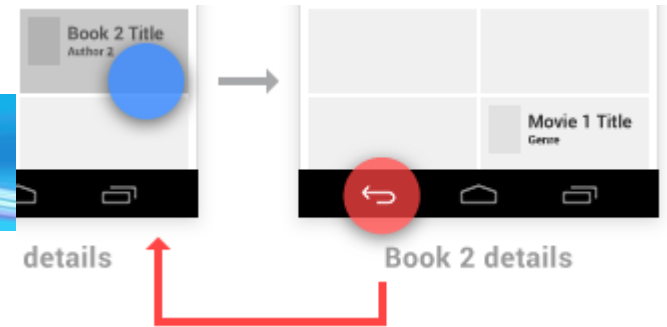 Book 2 Title
Author 2
Movie 1 Title
Genre
details
Book 2 details